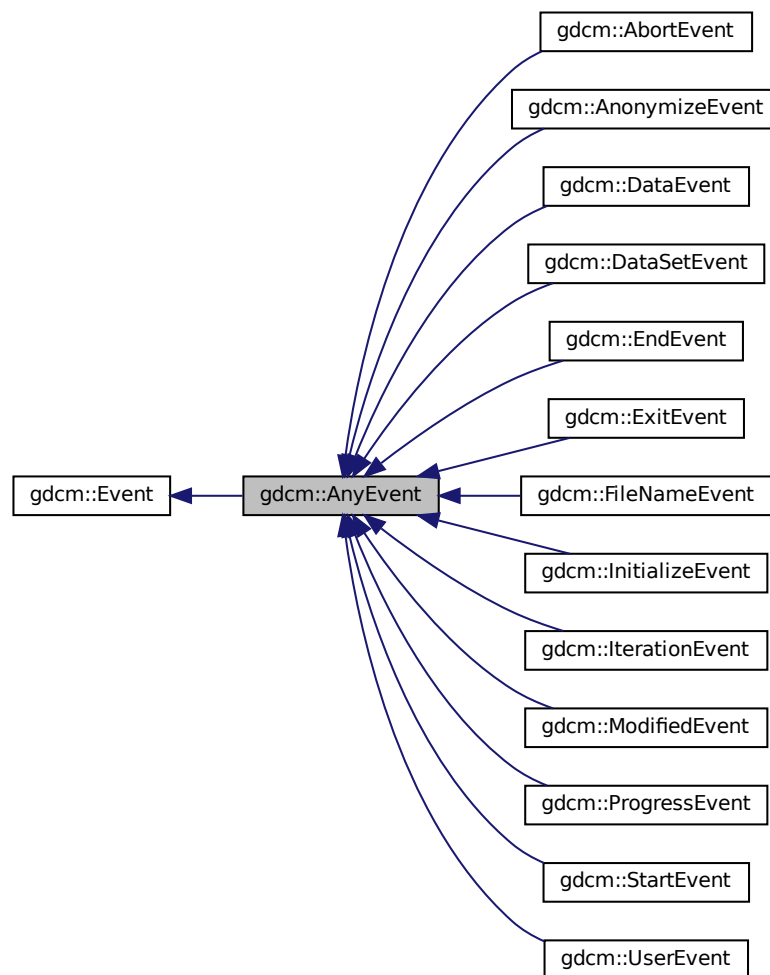 gdcm::AbortEvent
gdcm::AnonymizeEvent
gdcm::DataEvent
gdcm::DataSetEvent
gdcm::EndEvent
gdcm::ExitEvent
gdcm::Event
gdcm::AnyEvent
gdcm::FileNameEvent
gdcm::InitializeEvent
gdcm::IterationEvent
gdcm::ModifiedEvent
gdcm::ProgressEvent
gdcm::StartEvent
gdcm::UserEvent